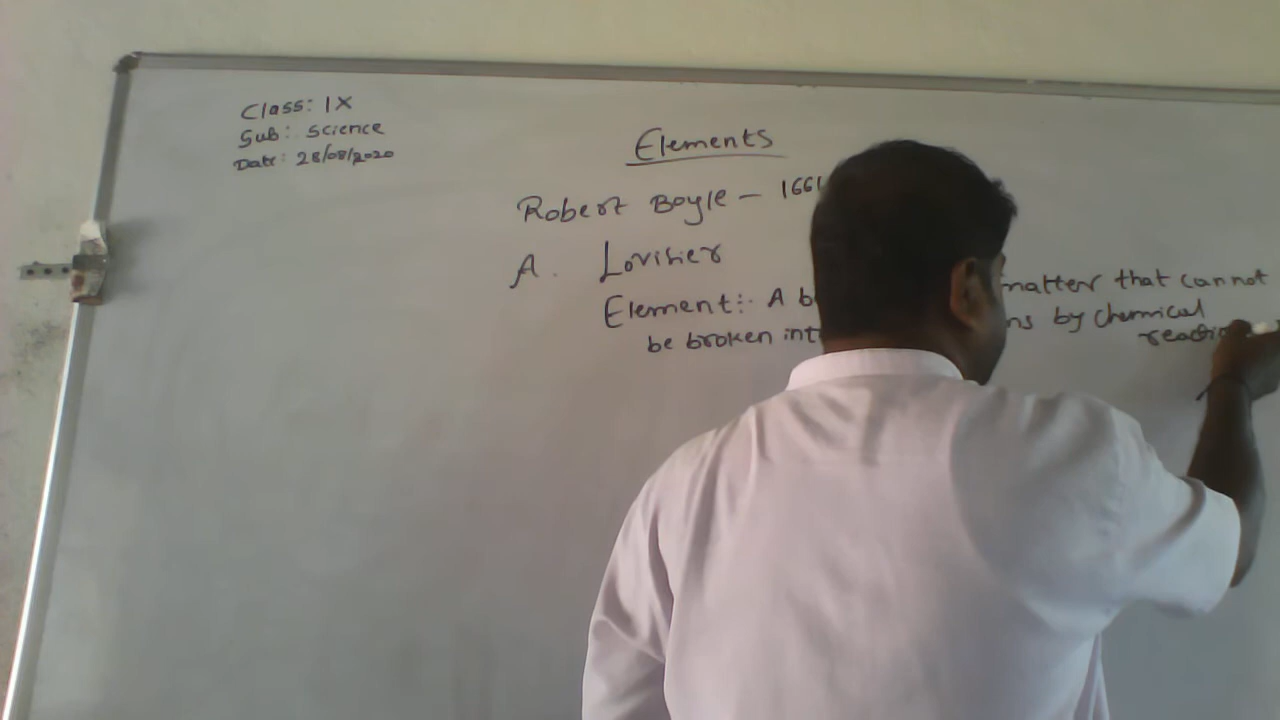 Class: IX
Sub: Science
Date: 28/08/2020
Elements
Robert Boyle - 1661
A. Lovisier
Element:- A matter that cannot
be broken by chemical
reaction